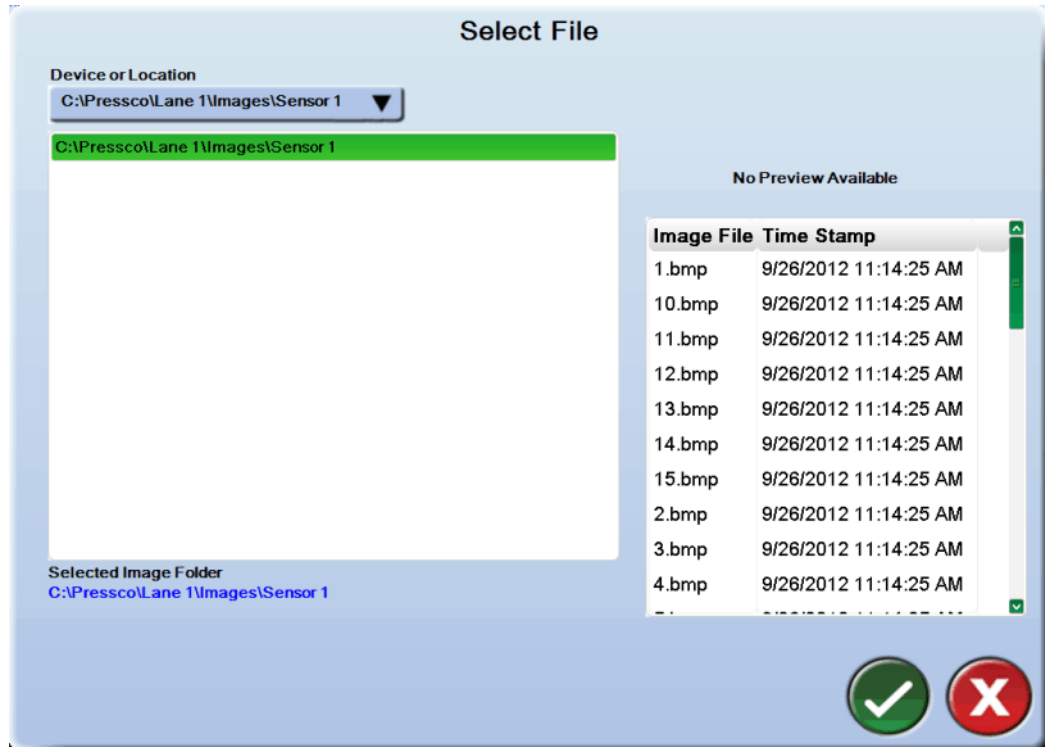 Select File
Device or Location
C:\Pressco\Lane 1\Images\Sensor 1
C:\Pressco\Lane 1\Images\Sensor 1
No Preview Available
Image File Time Stamp
1.bmp 9/26/2012 11:14:25 AM
10.bmp 9/26/2012 11:14:25 AM
11.bmp 9/26/2012 11:14:25 AM
12.bmp 9/26/2012 11:14:25 AM
13.bmp 9/26/2012 11:14:25 AM
14.bmp 9/26/2012 11:14:25 AM
15.bmp 9/26/2012 11:14:25 AM
2.bmp 9/26/2012 11:14:25 AM
3.bmp 9/26/2012 11:14:25 AM
4.bmp 9/26/2012 11:14:25 AM
Selected Image Folder
C:\Pressco\Lane 1\Images\Sensor 1